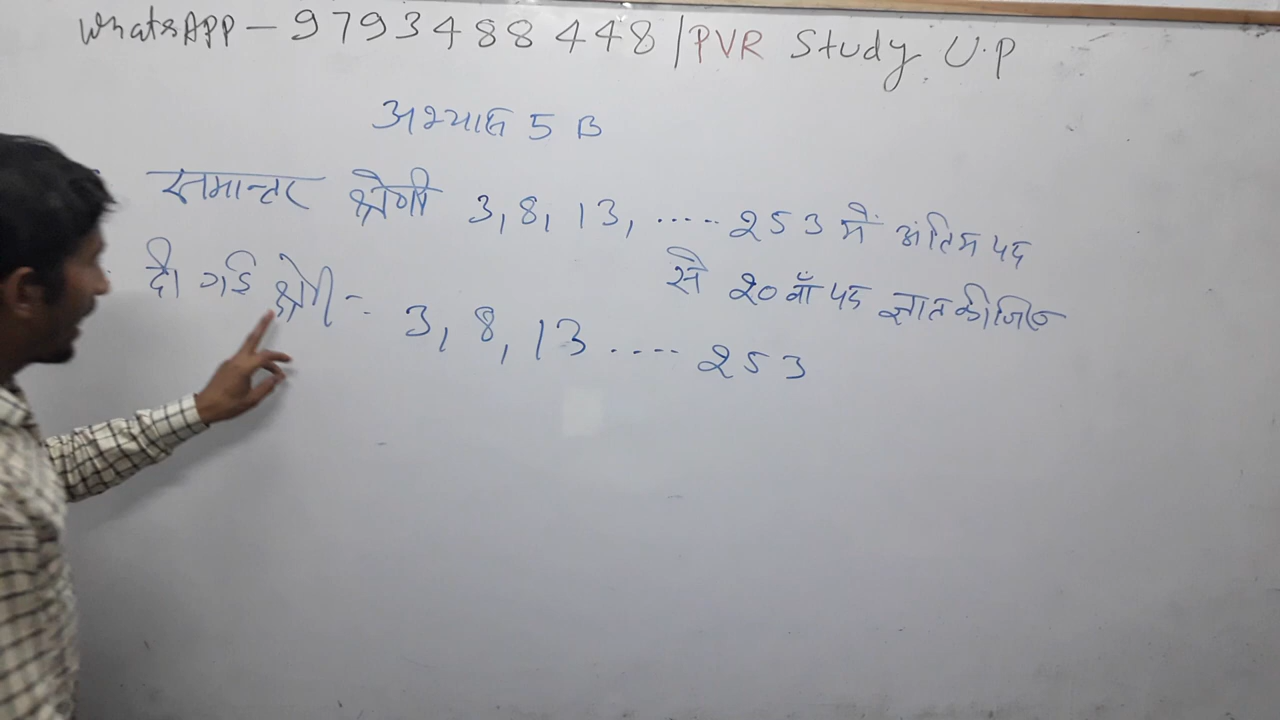 WhatsApp - 9793488448 | PVR Study U.P
अभ्यास 5 B
समान्तर श्रेणी 3, 8, 13, ..... 253 में अंतिम पद
से 20 वाँ पद ज्ञात कीजिए
दी गई श्रेणी - 3, 8, 13 .... 253